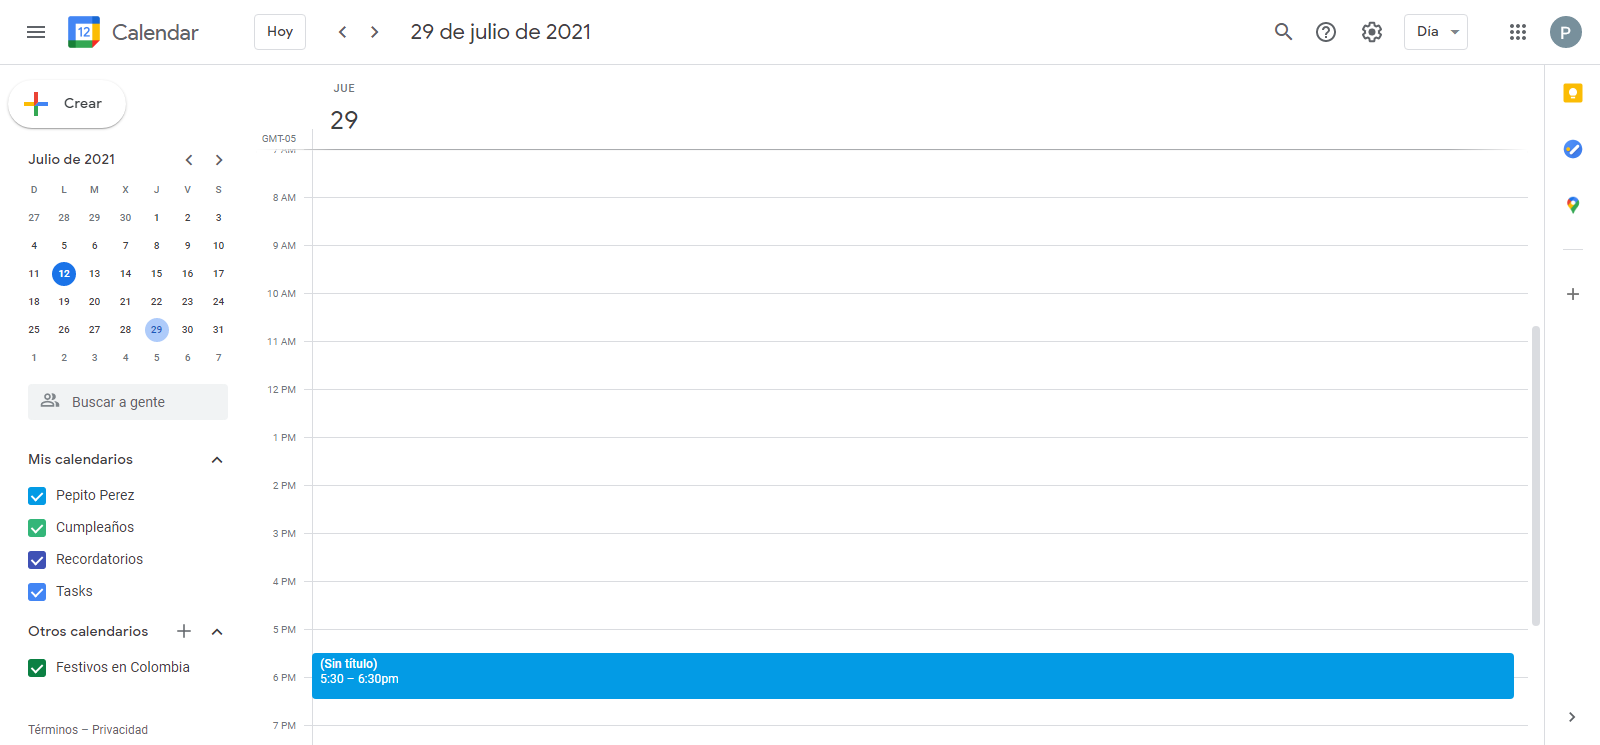 12 Calendar
Hoy
29 de julio de 2021
Día
P
Crear
Julio de 2021
D L M X J V S
27 28 29 30 1 2 3
4 5 6 7 8 9 10
11 12 13 14 15 16 17
18 19 20 21 22 23 24
25 26 27 28 29 30 31
1 2 3 4 5 6 7
Buscar a gente
Mis calendarios
Pepito Perez
Cumpleaños
Recordatorios
Tasks
Otros calendarios
Festivos en Colombia
Términos – Privacidad
JUE
29
GMT-05
7 AM
8 AM
9 AM
10 AM
11 AM
12 PM
1 PM
2 PM
3 PM
4 PM
5 PM
(Sin título)
5:30 – 6:30pm
6 PM
7 PM